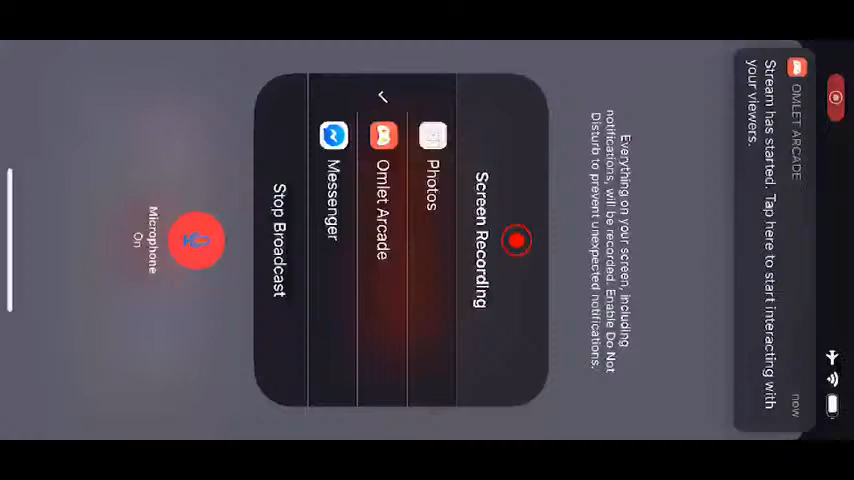 OMLET ARCADE
now
Stream has started. Tap here to start interacting with
your viewers.
Everything on your screen, including
notifications, will be recorded. Enable Do Not
Disturb to prevent unexpected notifications.
Screen Recording
Photos
Omlet Arcade
Messenger
Stop Broadcast
Microphone
On